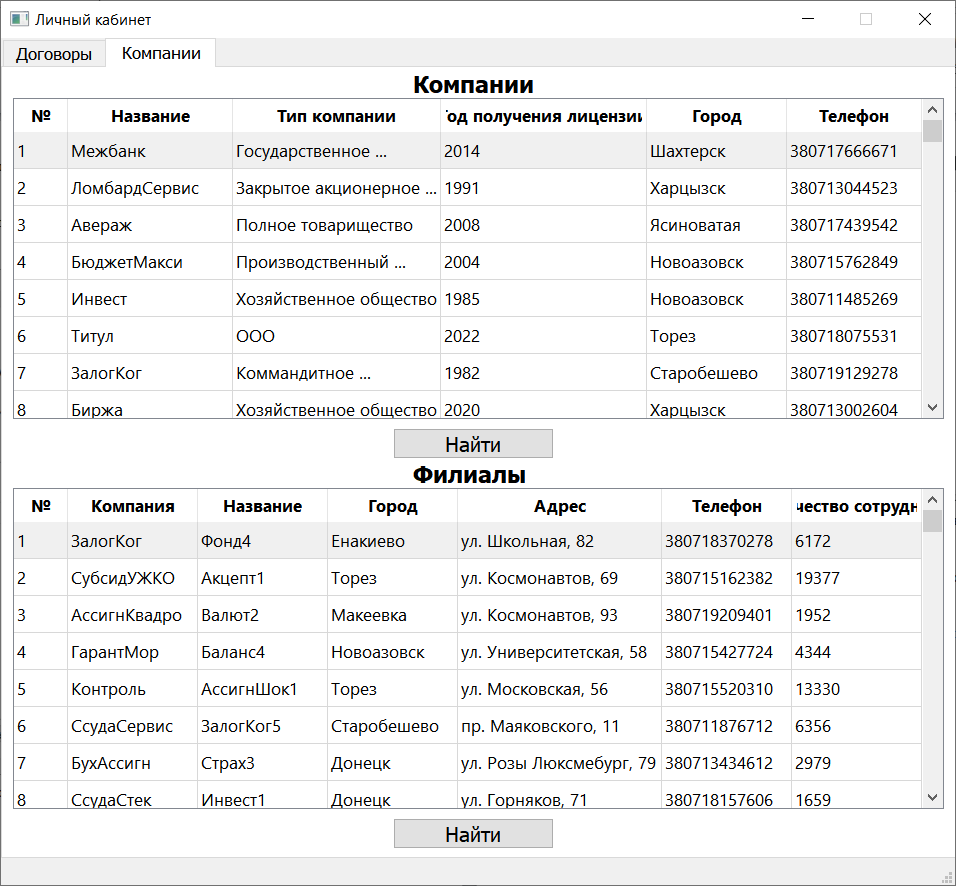 Личный кабинет
Договоры Компании
Компании
№ Название Тип компании год получения лицензии Город Телефон
1 Межбанк Государственное ... 2014 Шахтерск 380717666671
2 ЛомбардСервис Закрытое акционерное ... 1991 Харцызск 380713044523
3 Авераж Полное товарищество 2008 Ясиноватая 380717439542
4 БюджетМакси Производственный ... 2004 Новоазовск 380715762849
5 Инвест Хозяйственное общество 1985 Новоазовск 380711485269
6 Титул ООО 2022 Торез 380718075531
7 ЗалогКог Коммандитное ... 1982 Старобешево 380719129278
8 Биржа Хозяйственное общество 2020 Харцызск 380713002604
Найти
Филиалы
№ Компания Название Город Адрес Телефон чество сотрудн
1 ЗалогКог Фонд4 Енакиево ул. Школьная, 82 380718370278 6172
2 СубсидУЖКО Акцепт1 Торез ул. Космонавтов, 69 380715162382 19377
3 АссигнКвадро Валют2 Макеевка ул. Космонавтов, 93 380719209401 1952
4 ГарантМор Баланс4 Новоазовск ул. Университетская, 58 380715427724 4344
5 Контроль АссигнШок1 Торез ул. Московская, 56 380715520310 13330
6 СсудаСервис ЗалогКог5 Старобешево пр. Маяковского, 11 380711876712 6356
7 БухАссигн Страх3 Донецк ул. Розы Люксмебург, 79 380713434612 2979
8 СсудаСтек Инвест1 Донецк ул. Горняков, 71 380718157606 1659
Найти